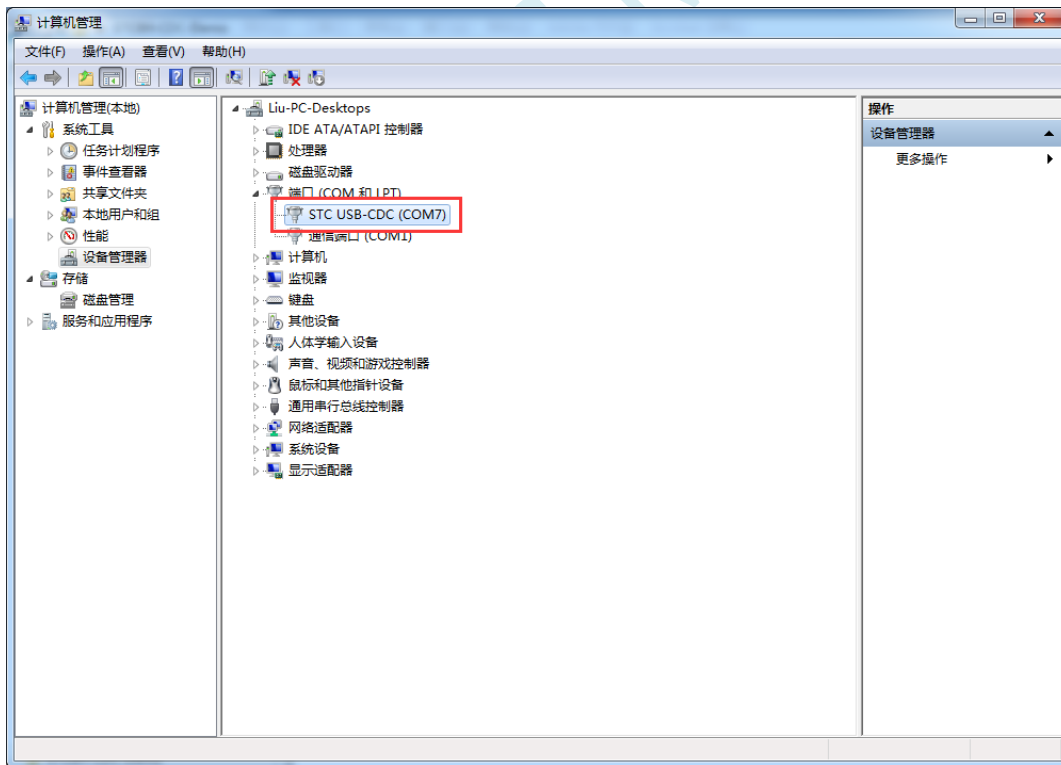 计算机管理
文件(F) 操作(A) 查看(V) 帮助(H)
计算机管理(本地)
系统工具
任务计划程序
事件查看器
共享文件夹
本地用户和组
性能
设备管理器
存储
磁盘管理
服务和应用程序
Liu-PC-Desktops
IDE ATA/ATAPI 控制器
处理器
磁盘驱动器
端口 (COM 和 LPT)
STC USB-CDC (COM7)
通信端口 (COM1)
计算机
监视器
键盘
其他设备
人体学输入设备
声音、视频和游戏控制器
鼠标和其他指针设备
通用串行总线控制器
网络适配器
系统设备
显示适配器
操作
设备管理器
更多操作